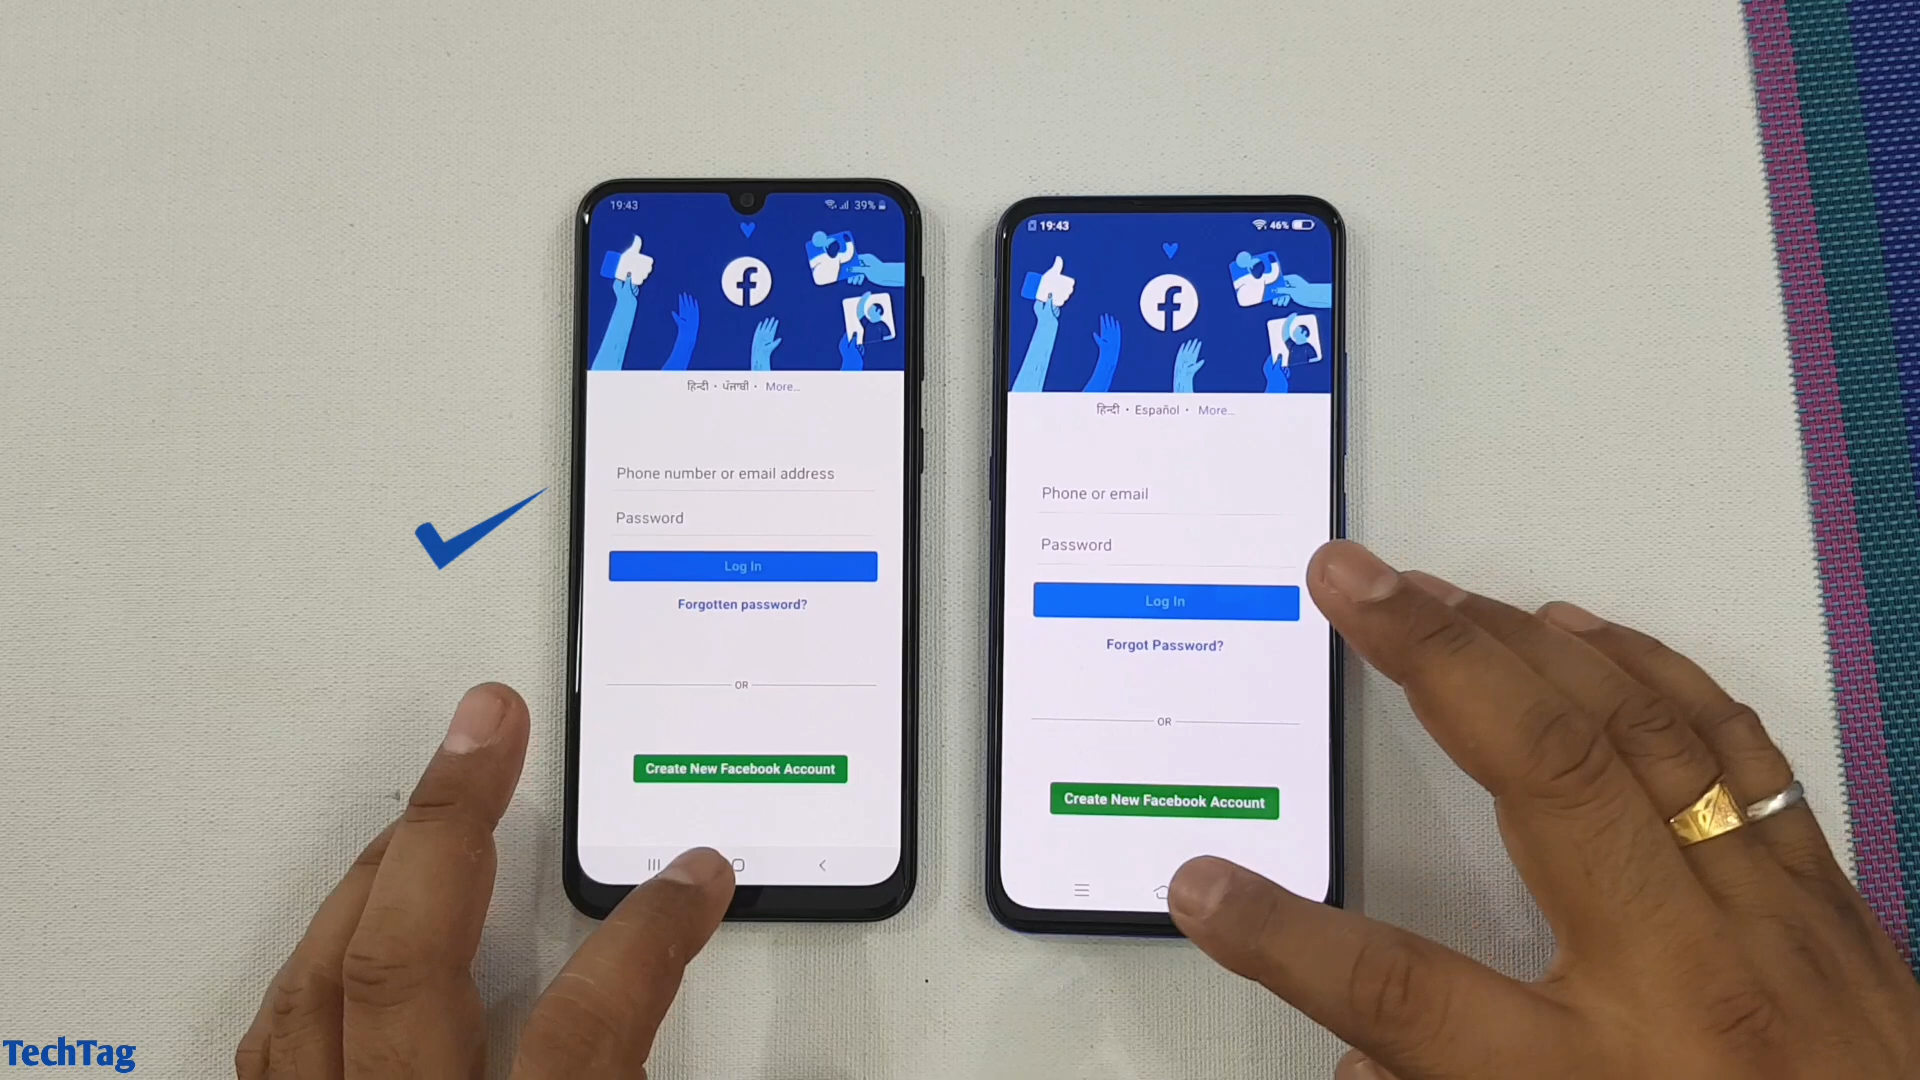 19:43
39%
हिन्दी • ਪੰਜਾਬੀ • More...
Phone number or email address
Password
Log In
Forgotten password?
OR
Create New Facebook Account
19:43
46%
हिन्दी • Español • More...
Phone or email
Password
Log In
Forgot Password?
OR
Create New Facebook Account
TechTag